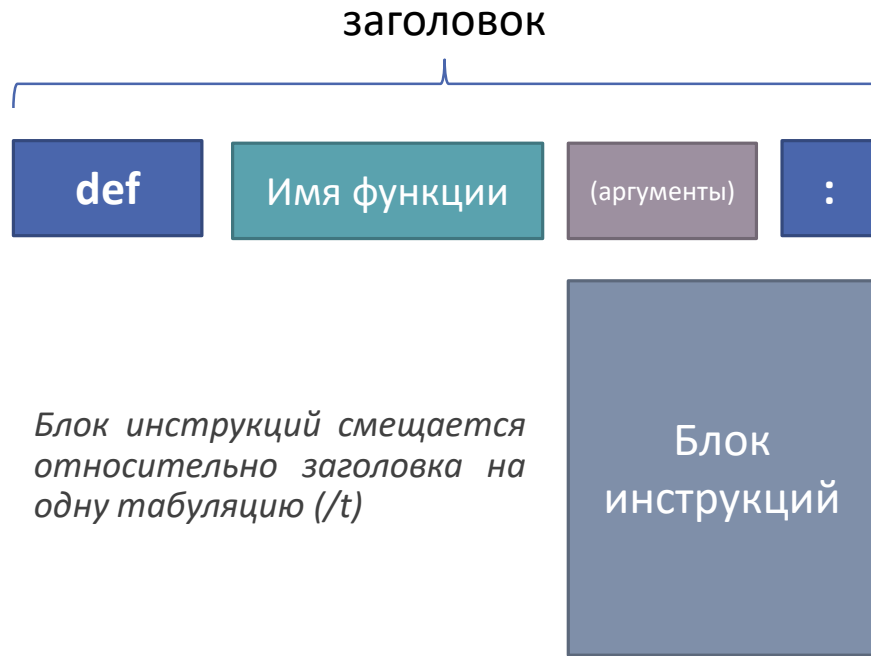 заголовок
def
Имя функции
(аргументы)
:
Блок инструкций смещается
относительно заголовка на
одну табуляцию (/t)
Блок
инструкций